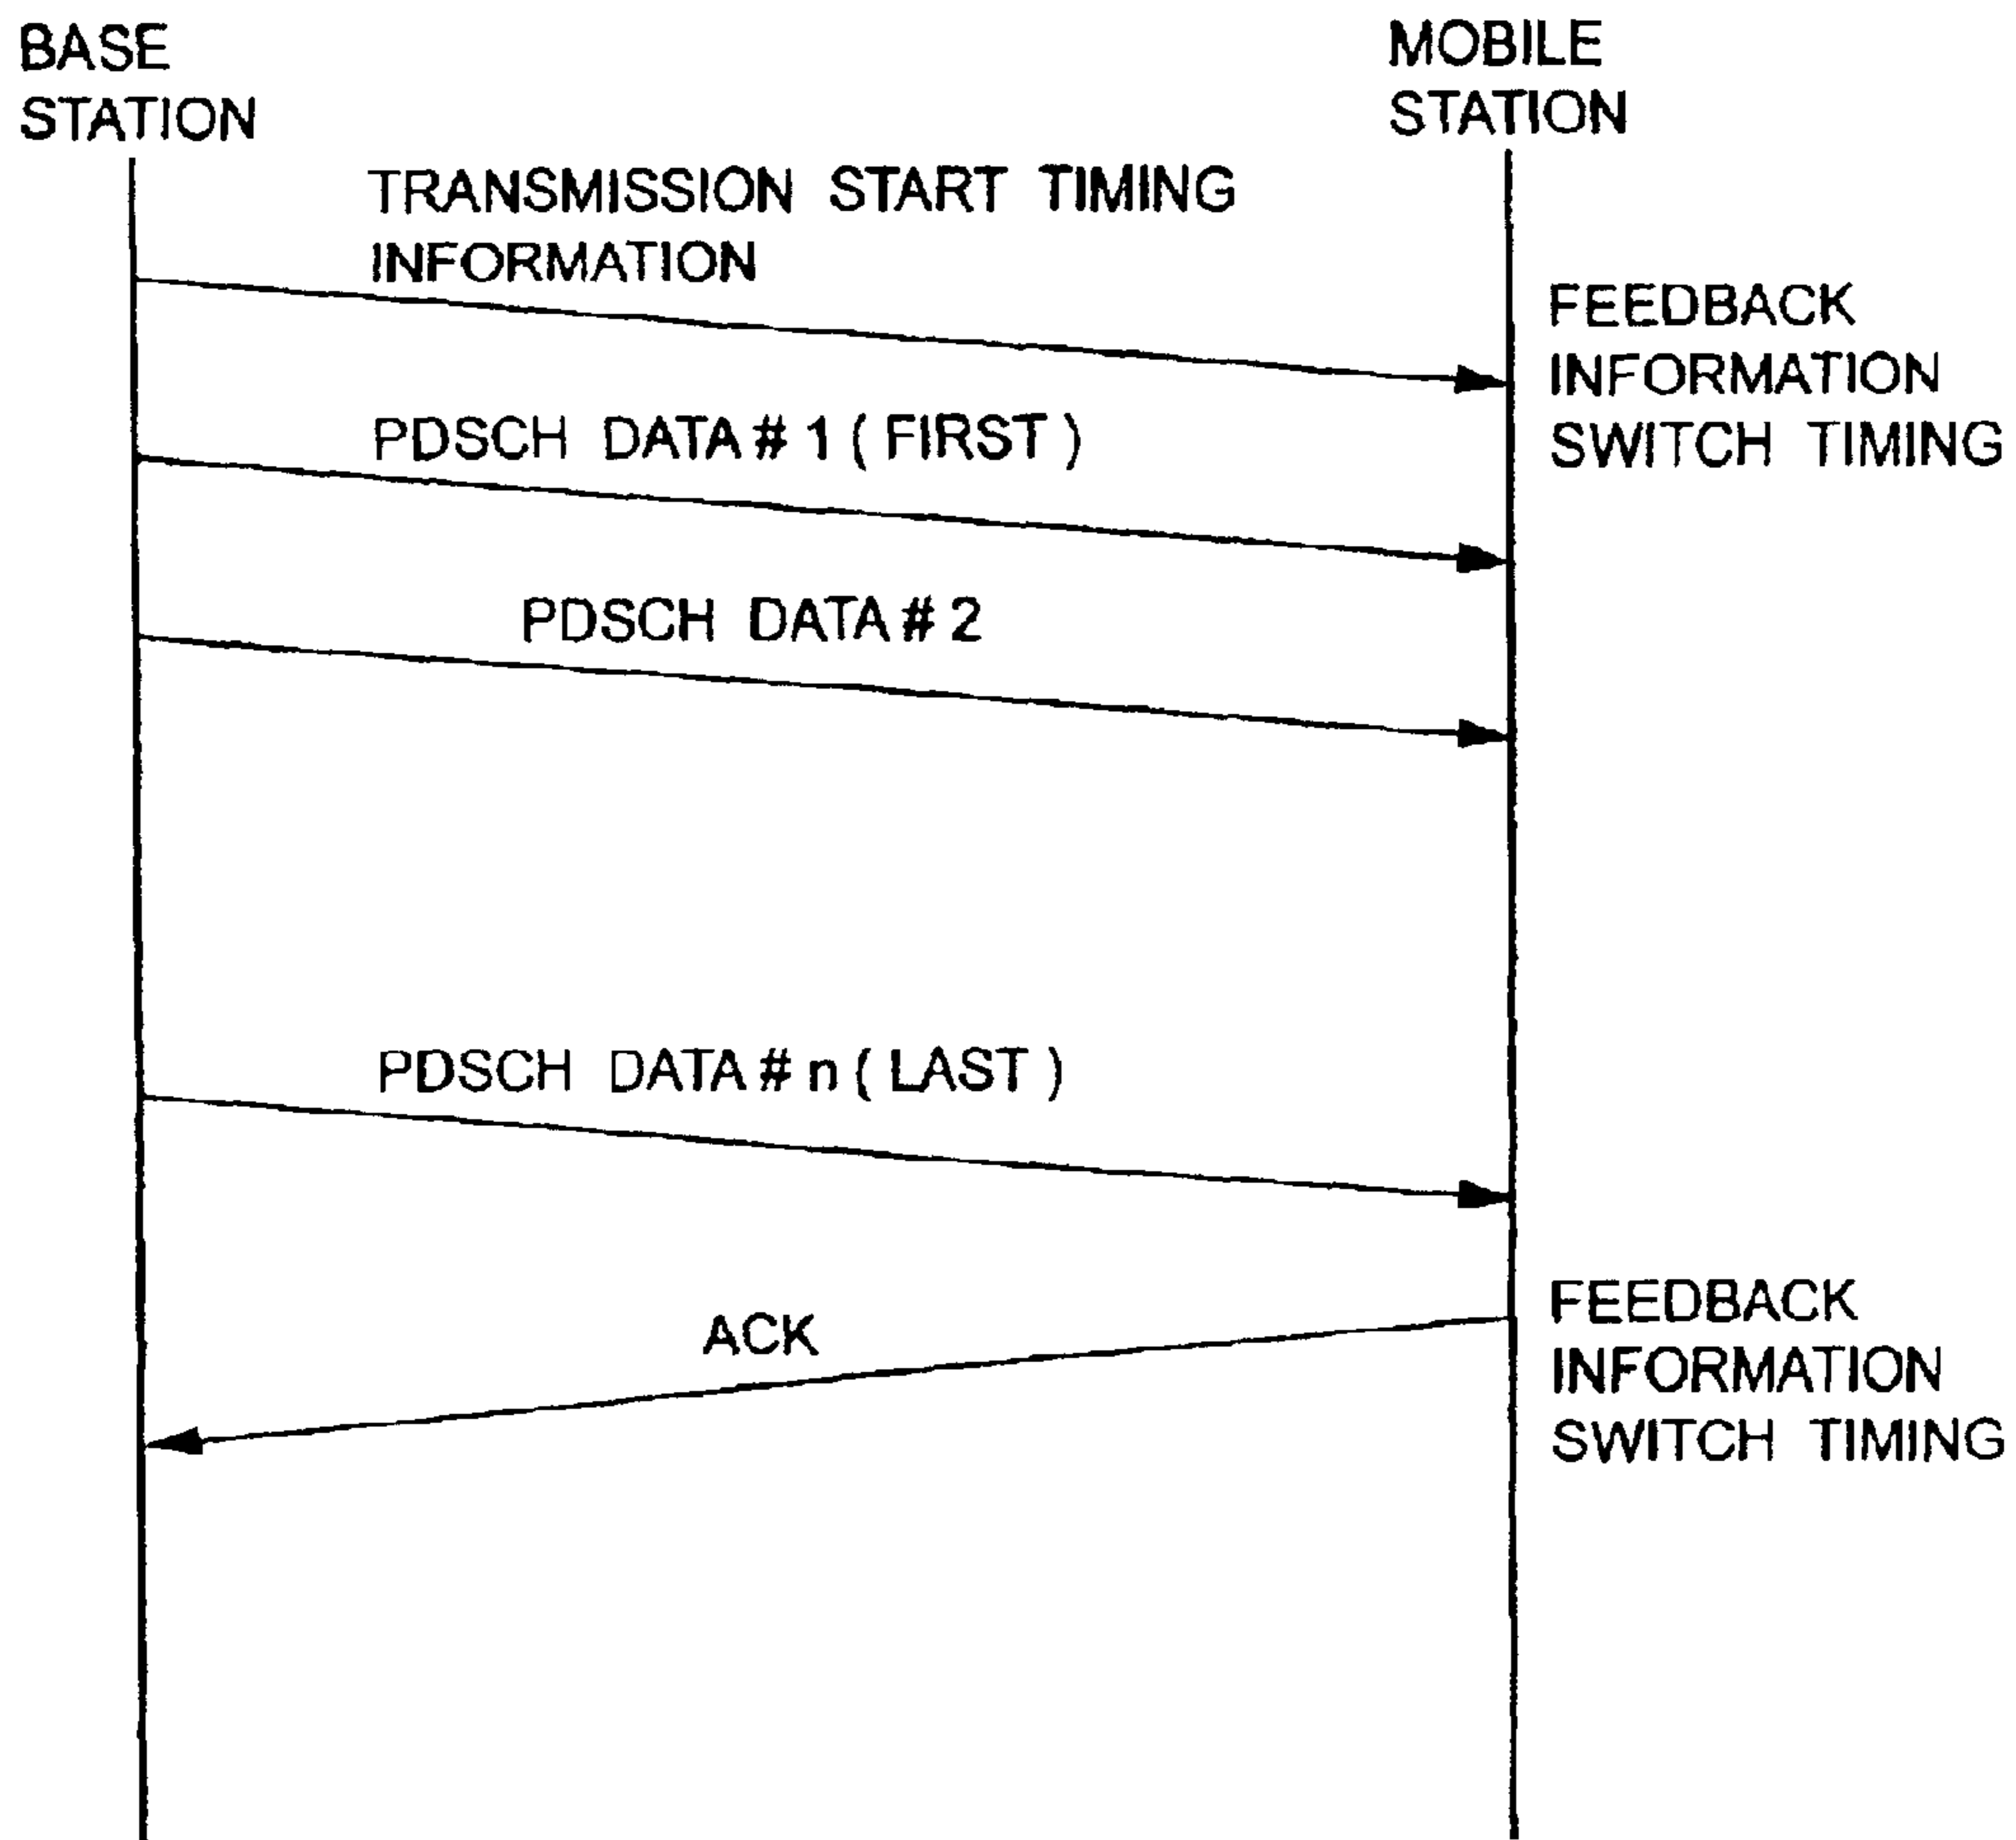 BASE
STATION
MOBILE
STATION
TRANSMISSION START TIMING
INFORMATION
FEEDBACK
INFORMATION
SWITCH TIMING
PDSCH DATA # 1 ( FIRST )
PDSCH DATA # 2
PDSCH DATA # n ( LAST )
ACK
FEEDBACK
INFORMATION
SWITCH TIMING